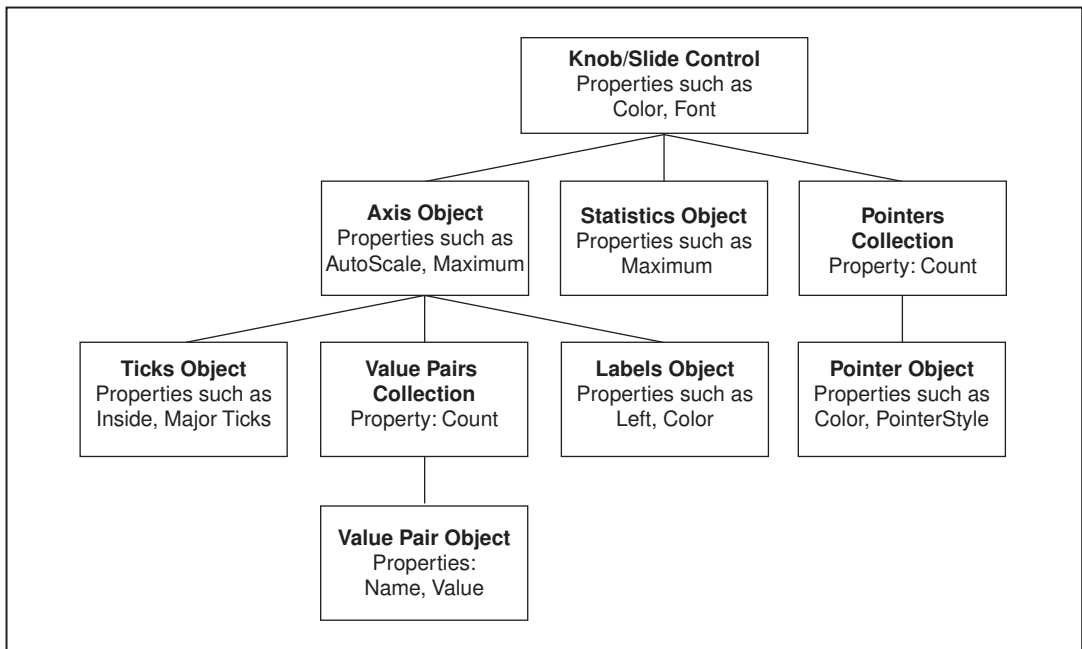 Knob/Slide Control
Properties such as
Color, Font
Axis Object
Properties such as
AutoScale, Maximum
Statistics Object
Properties such as
Maximum
Pointers
Collection
Property: Count
Ticks Object
Properties such as
Inside, Major Ticks
Value Pairs
Collection
Property: Count
Labels Object
Properties such as
Left, Color
Pointer Object
Properties such as
Color, PointerStyle
Value Pair Object
Properties:
Name, Value